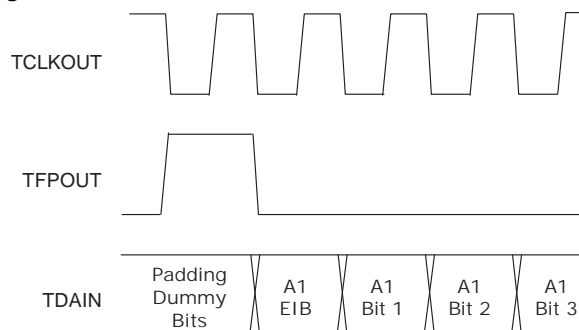 TCLKOUT
TFPOUT
TDAIN
Padding
Dummy
Bits
A1
EIB
A1
Bit 1
A1
Bit 2
A1
Bit 3